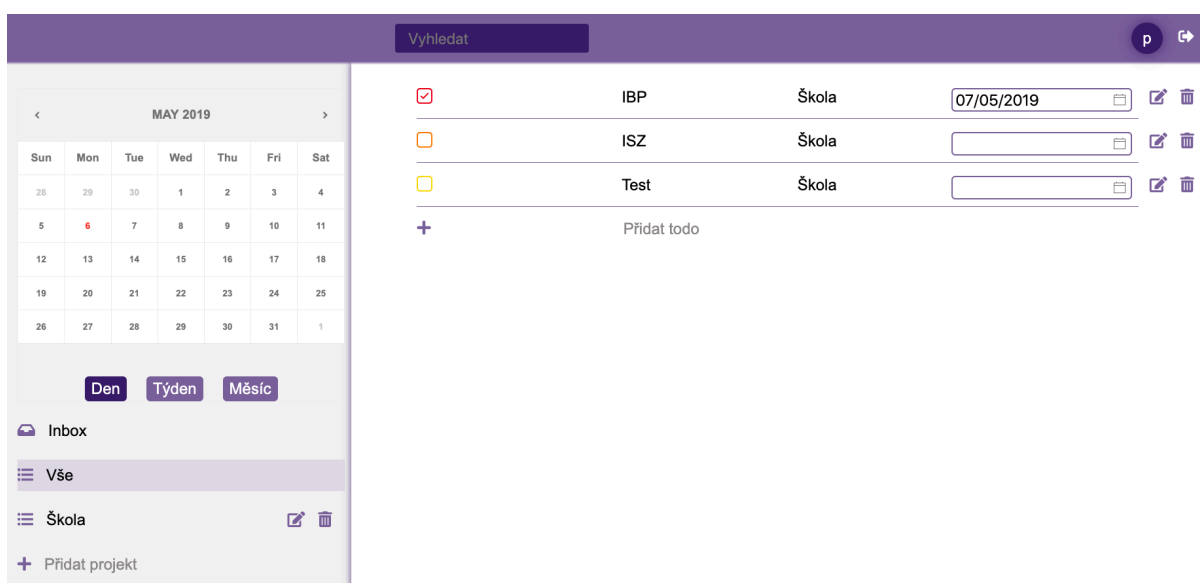 Vyhledat
p
MAY 2019
Sun Mon Tue Wed Thu Fri Sat
28 29 30 1 2 3 4
5 6 7 8 9 10 11
12 13 14 15 16 17 18
19 20 21 22 23 24 25
26 27 28 29 30 31 1
Den Týden Měsíc
Inbox
Vše
Škola
Přidat projekt
IBP Škola 07/05/2019
ISZ Škola
Test Škola
Přidat todo